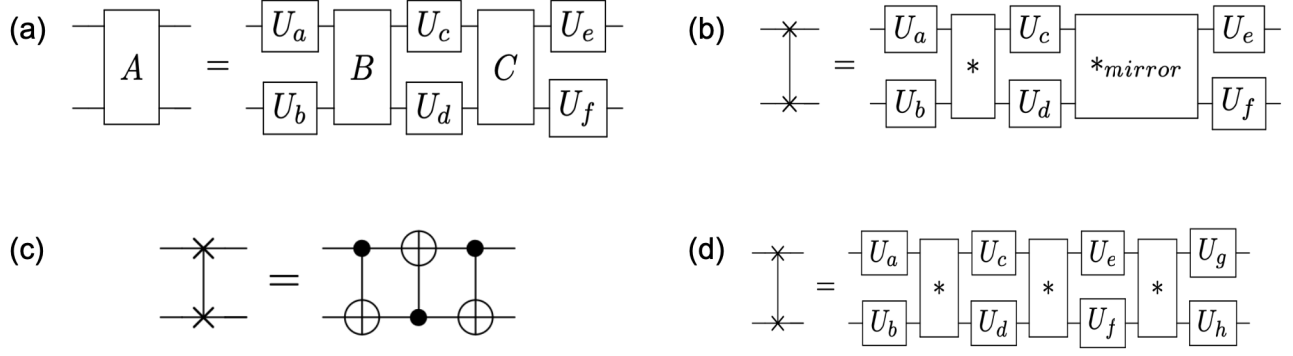 (a) A = U_a U_b B U_c U_d C U_e U_f
(b) = U_a U_b * U_c U_d *_{mirror} U_e U_f
(c) =
(d) = U_a U_b * U_c U_d * U_e U_f * U_g U_h